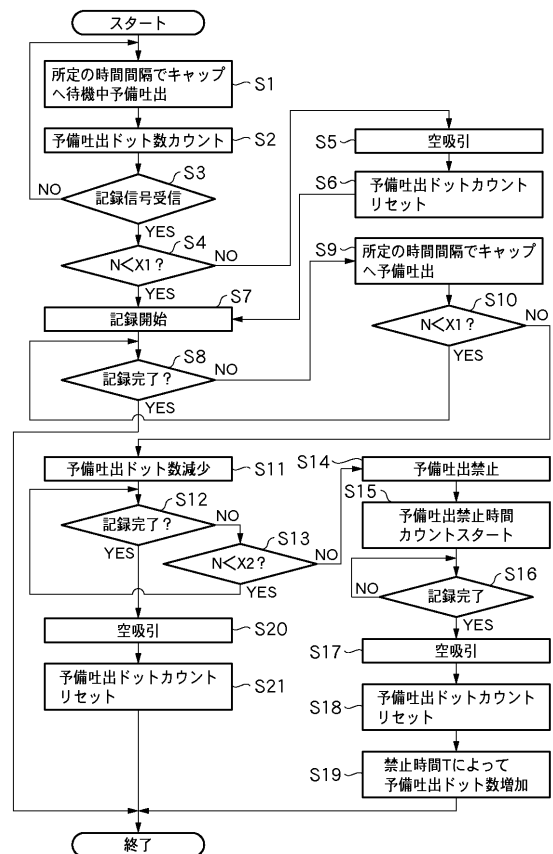 スタート
所定の時間間隔でキャップ
へ待機中予備吐出
S1
予備吐出ドット数カウント
S2
S3
記録信号受信
NO
YES
S4
N<X1?
NO
YES
S5
空吸引
S6
予備吐出ドットカウント
リセット
S7
記録開始
S8
記録完了?
NO
YES
S9
所定の時間間隔でキャップ
へ予備吐出
S10
N<X1?
NO
YES
予備吐出ドット数減少
S11
S12
記録完了?
NO
YES
S13
N<X2?
NO
YES
S14
予備吐出禁止
S15
予備吐出禁止時間
カウントスタート
S16
NO
記録完了
YES
S17
空吸引
S18
予備吐出ドットカウント
リセット
S19
禁止時間Tによって
予備吐出ドット数増加
空吸引
S20
予備吐出ドットカウント
リセット
S21
終了